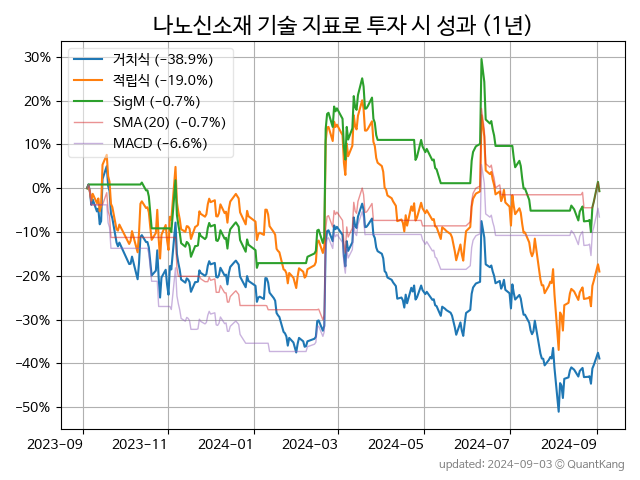 나노신소재 기술 지표로 투자 시 성과 (1년)
거치식 (−38.9%)
적립식 (−19.0%)
SigM (−0.7%)
SMA(20) (−0.7%)
MACD (−6.6%)
30%
20%
10%
0%
−10%
−20%
−30%
−40%
−50%
2023-09 2023-11 2024-01 2024-03 2024-05 2024-07 2024-09
updated: 2024-09-03 © QuantKang